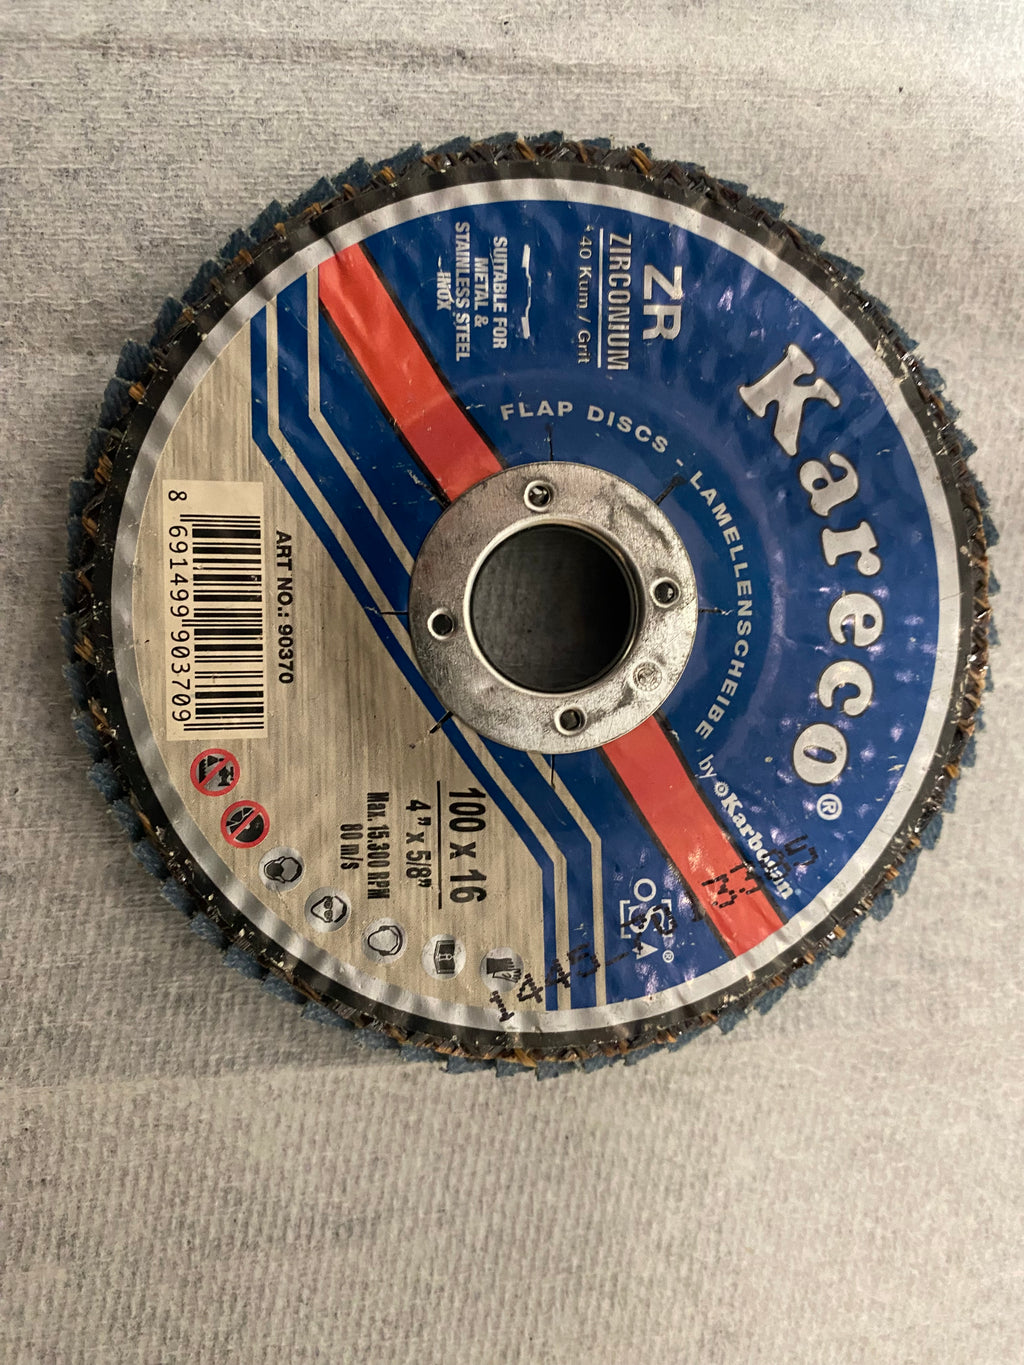 Kareco®
ZR
ZIRCONIUM
40 Kum / Grit
SUITABLE FOR
METAL &
STAINLESS STEEL
INOX
FLAP DISCS - LAMELLENSCHEIBE by Karbosan
OSA®
100 x 16
4" x 5/8"
Max. 15.300 RPM
80 m/s
ART NO.: 90370
8 691499 903709